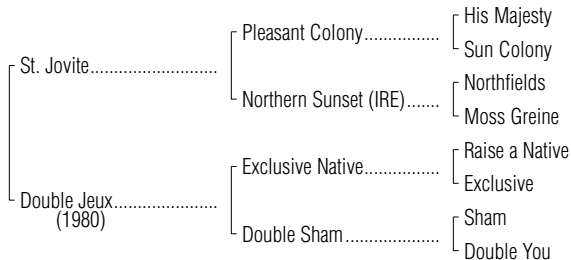 His Majesty
Pleasant Colony.................
Sun Colony
St. Jovite............................
Northfields
Northern Sunset (IRE).......
Moss Greine
Raise a Native
Exclusive Native.................
Exclusive
Double Jeux.......................
(1980)
Sham
Double Sham.....................
Double You